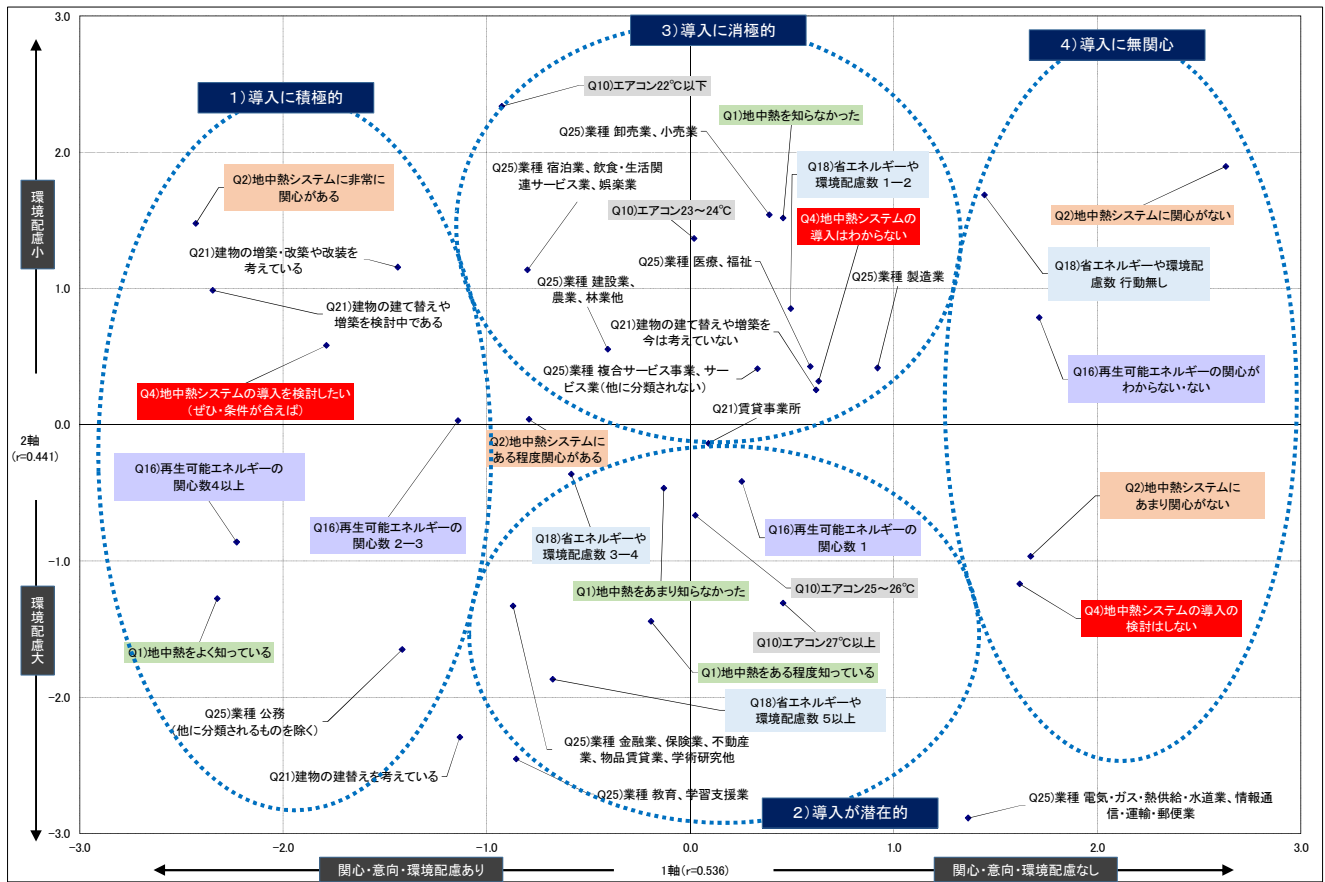 3.0
2.0
1.0
0.0
-1.0
-2.0
-3.0
-3.0
-2.0
-1.0
0.0
1.0
2.0
3.0
環境配慮小
2軸
(r=0.441)
環境配慮大
関心・意向・環境配慮あり
1軸(r=0.536)
関心・意向・環境配慮なし
1)導入に積極的
Q2)地中熱システムに非常に
関心がある
Q21)建物の増築・改築や改装を
考えている
Q21)建物の建て替えや
増築を検討中である
Q4)地中熱システムの導入を検討したい
(ぜひ・条件が合えば)
Q16)再生可能エネルギーの
関心数4以上
Q16)再生可能エネルギーの
関心数 2ー3
Q1)地中熱をよく知っている
Q25)業種 公務
(他に分類されるものを除く)
Q21)建物の建替えを考えている
3)導入に消極的
Q10)エアコン22℃以下
Q1)地中熱を知らなかった
Q25)業種 卸売業、小売業
Q25)業種 宿泊業、飲食・生活関
連サービス業、娯楽業
Q18)省エネルギーや
環境配慮数 1ー2
Q10)エアコン23~24℃
Q4)地中熱システムの
導入はわからない
Q25)業種 医療、福祉
Q25)業種 製造業
Q25)業種 建設業、
農業、林業他
Q21)建物の建て替えや増築を
今は考えていない
Q25)業種 複合サービス事業、サー
ビス業(他に分類されない)
Q21)賃貸事業所
Q2)地中熱システムに
ある程度関心がある
Q18)省エネルギーや
環境配慮数 3ー4
Q16)再生可能エネルギーの
関心数 1
Q1)地中熱をあまり知らなかった
Q10)エアコン25~26℃
Q10)エアコン27℃以上
Q1)地中熱をある程度知っている
Q18)省エネルギーや
環境配慮数 5以上
Q25)業種 金融業、保険業、不動産
業、物品賃貸業、学術研究他
Q25)業種 教育、学習支援業
2)導入が潜在的
4)導入に無関心
Q2)地中熱システムに関心がない
Q18)省エネルギーや環境配
慮数 行動無し
Q16)再生可能エネルギーの関心が
わからない・ない
Q2)地中熱システムに
あまり関心がない
Q4)地中熱システムの導入の
検討はしない
Q25)業種 電気・ガス・熱供給・水道業、情報通
信・運輸・郵便業